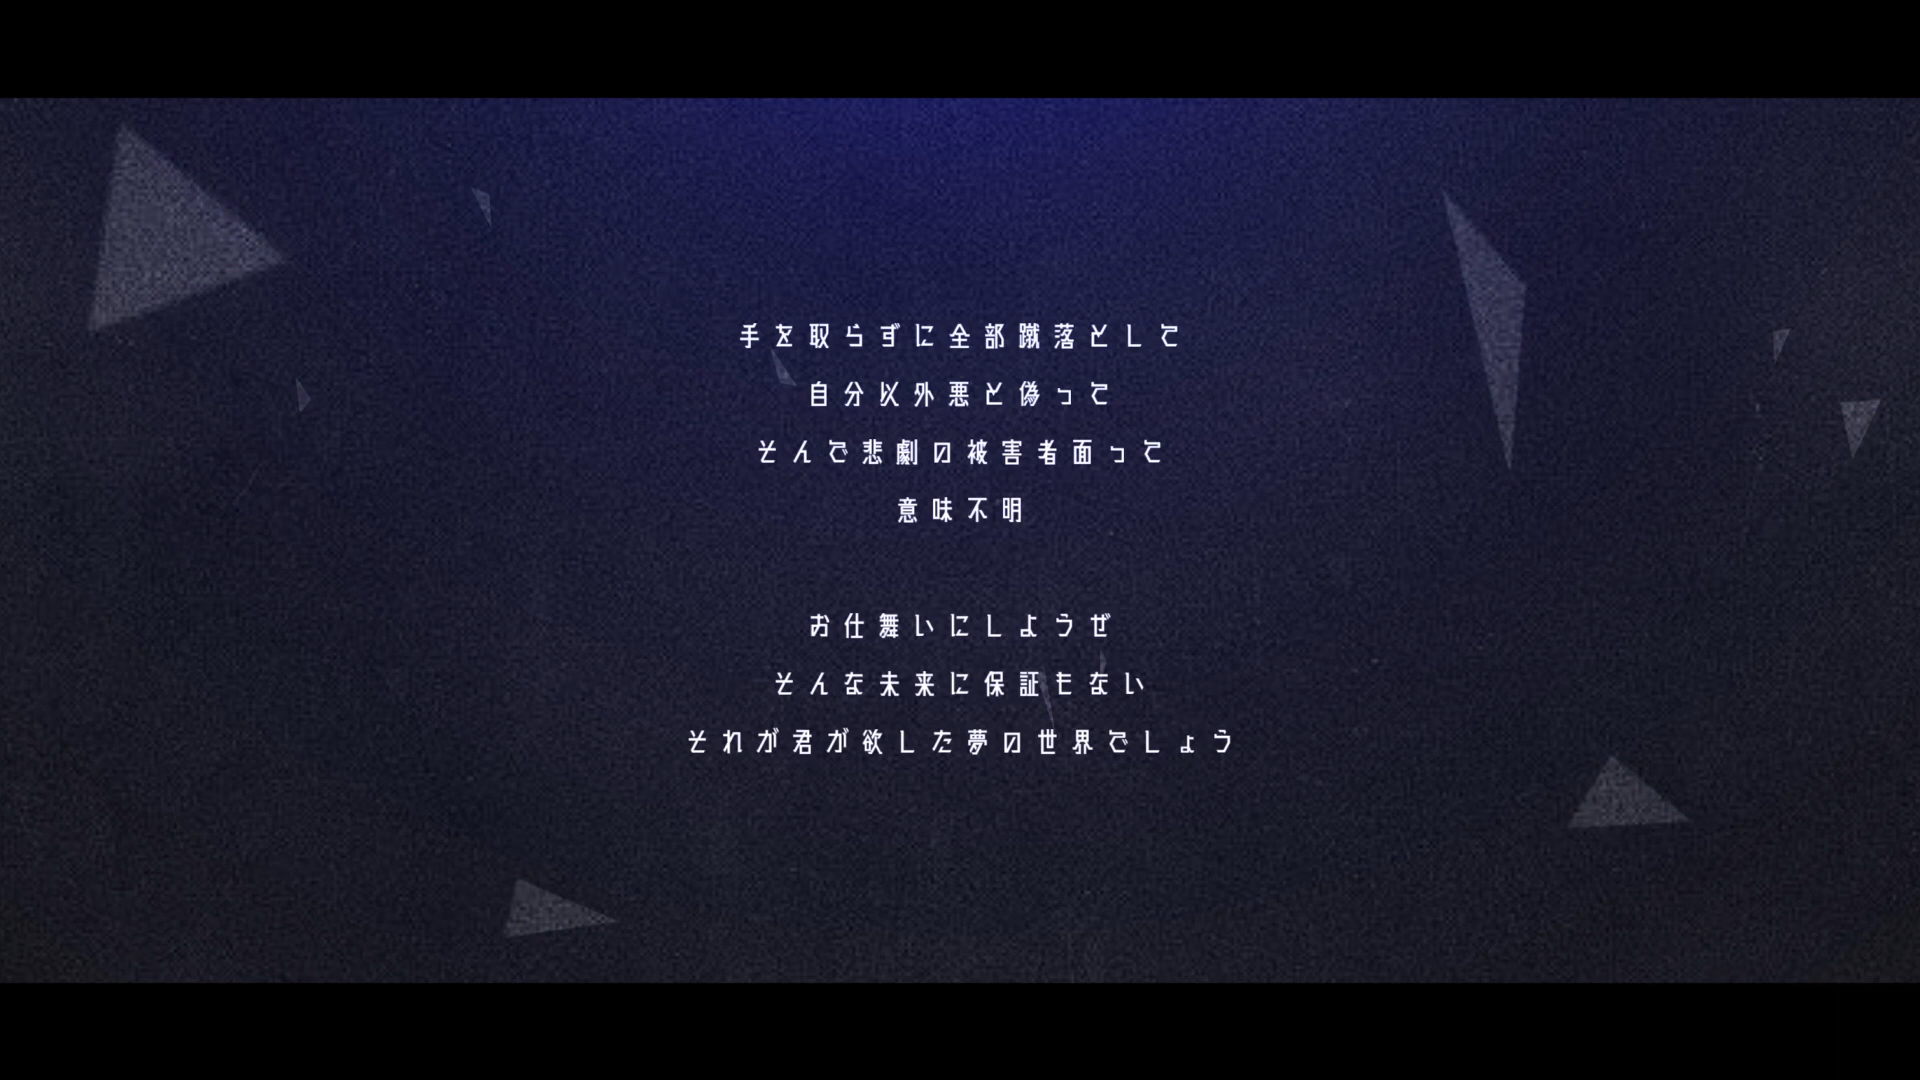 手を取らずに全部蹴落として
自分以外悪と偽って
そんで悲劇の被害者面って
意味不明
お仕舞いにしようぜ
そんな未来に保証もない
それが君が欲した夢の世界でしょう